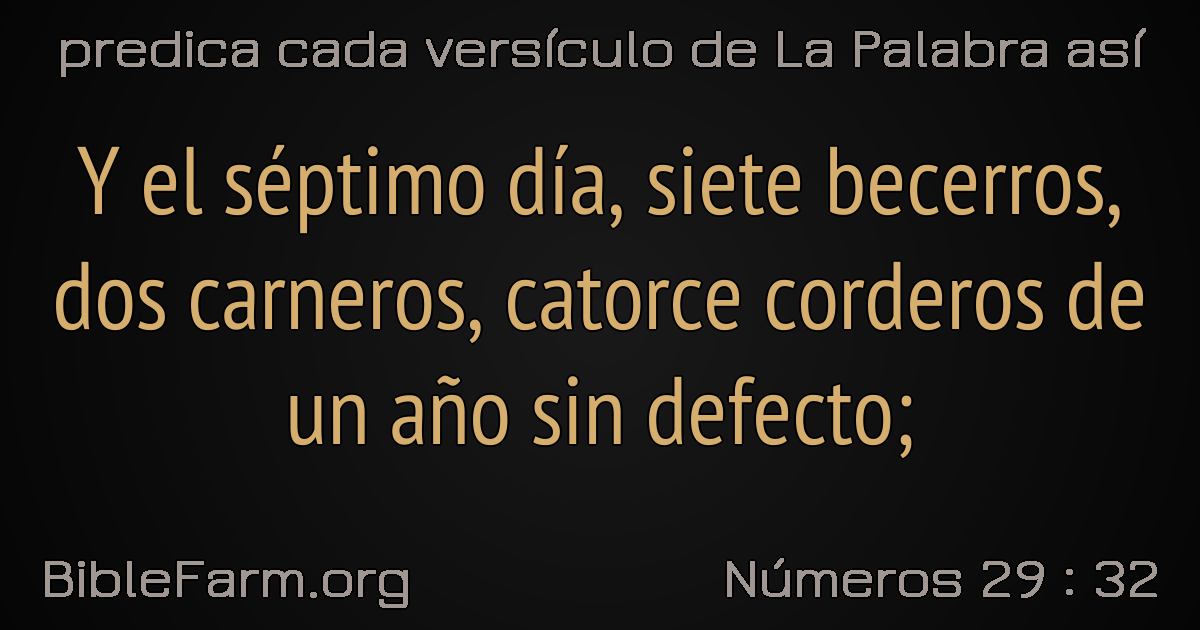 predica cada versículo de La Palabra así
Y el séptimo día, siete becerros,
dos carneros, catorce corderos de
un año sin defecto;
BibleFarm.org
Números 29 : 32